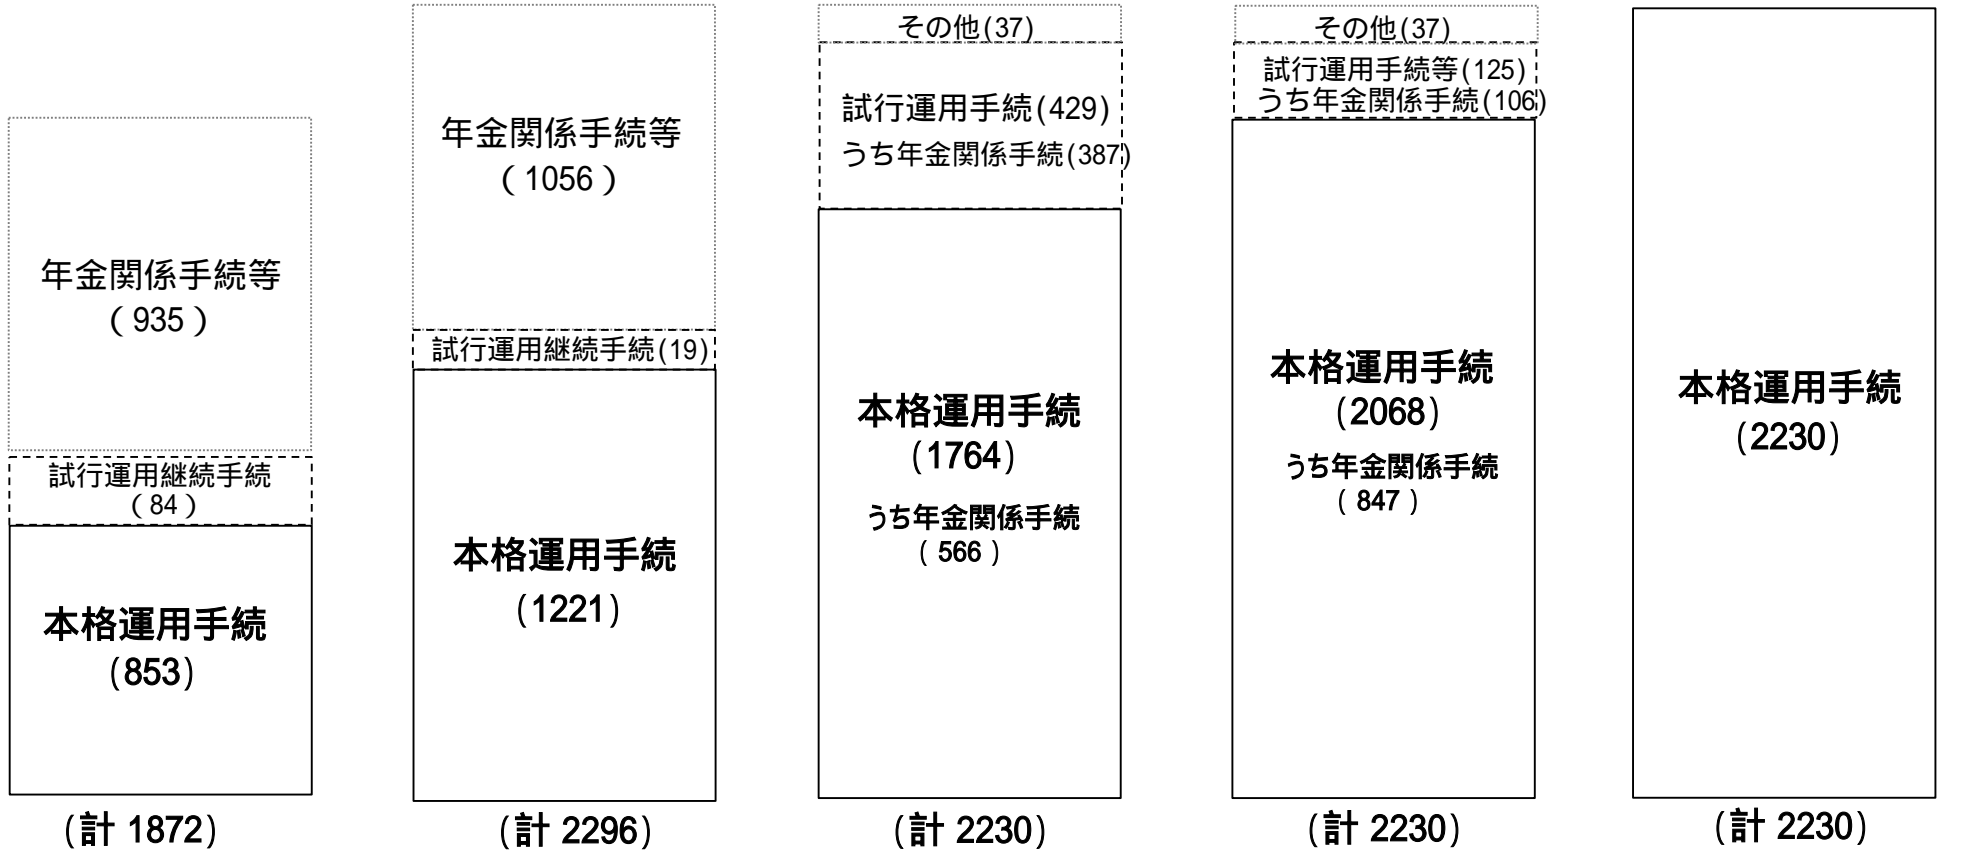 年金関係手続等
(935)
試行運用継続手続
(84)
本格運用手続
(853)
(計 1872)
年金関係手続等
(1056)
試行運用継続手続(19)
本格運用手続
(1221)
(計 2296)
その他(37)
試行運用手続(429)
うち年金関係手続(387)
本格運用手続
(1764)
うち年金関係手続
(566)
(計 2230)
その他(37)
試行運用手続等(125)
うち年金関係手続(106)
本格運用手続
(2068)
うち年金関係手続
(847)
(計 2230)
本格運用手続
(2230)
(計 2230)